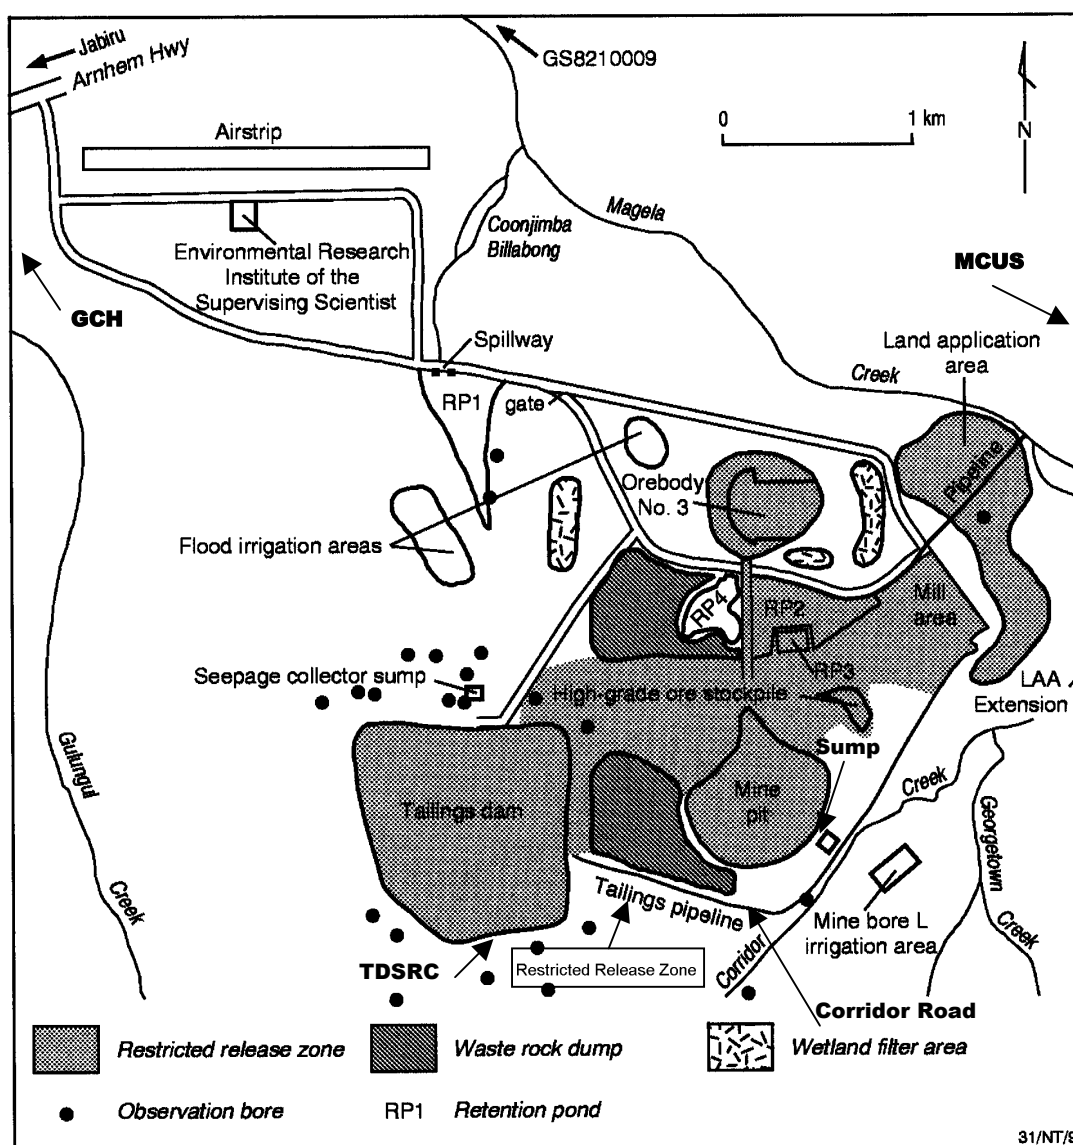 Jabiru
Arnhem Hwy
GS8210009
0
1 km
N
Airstrip
Coonjimba
Billabong
Magela
Environmental Research
Institute of the
Supervising Scientist
GCH
MCUS
Land application
area
Spillway
Creek
RP1
gate
Pipeline
Orebody
No. 3
Flood irrigation areas
RP4
RP2
Mill
area
RP3
Seepage collector sump
High-grade ore stockpile
LAA
Extension
Sump
Gulungul
Creek
Tailings dam
Mine
pit
Creek
Georgetown
Creek
Tailings pipeline
Mine bore L
irrigation area
TDSRC
Restricted Release Zone
Corridor
Corridor Road
Restricted release zone
Waste rock dump
Wetland filter area
Observation bore
RP1
Retention pond